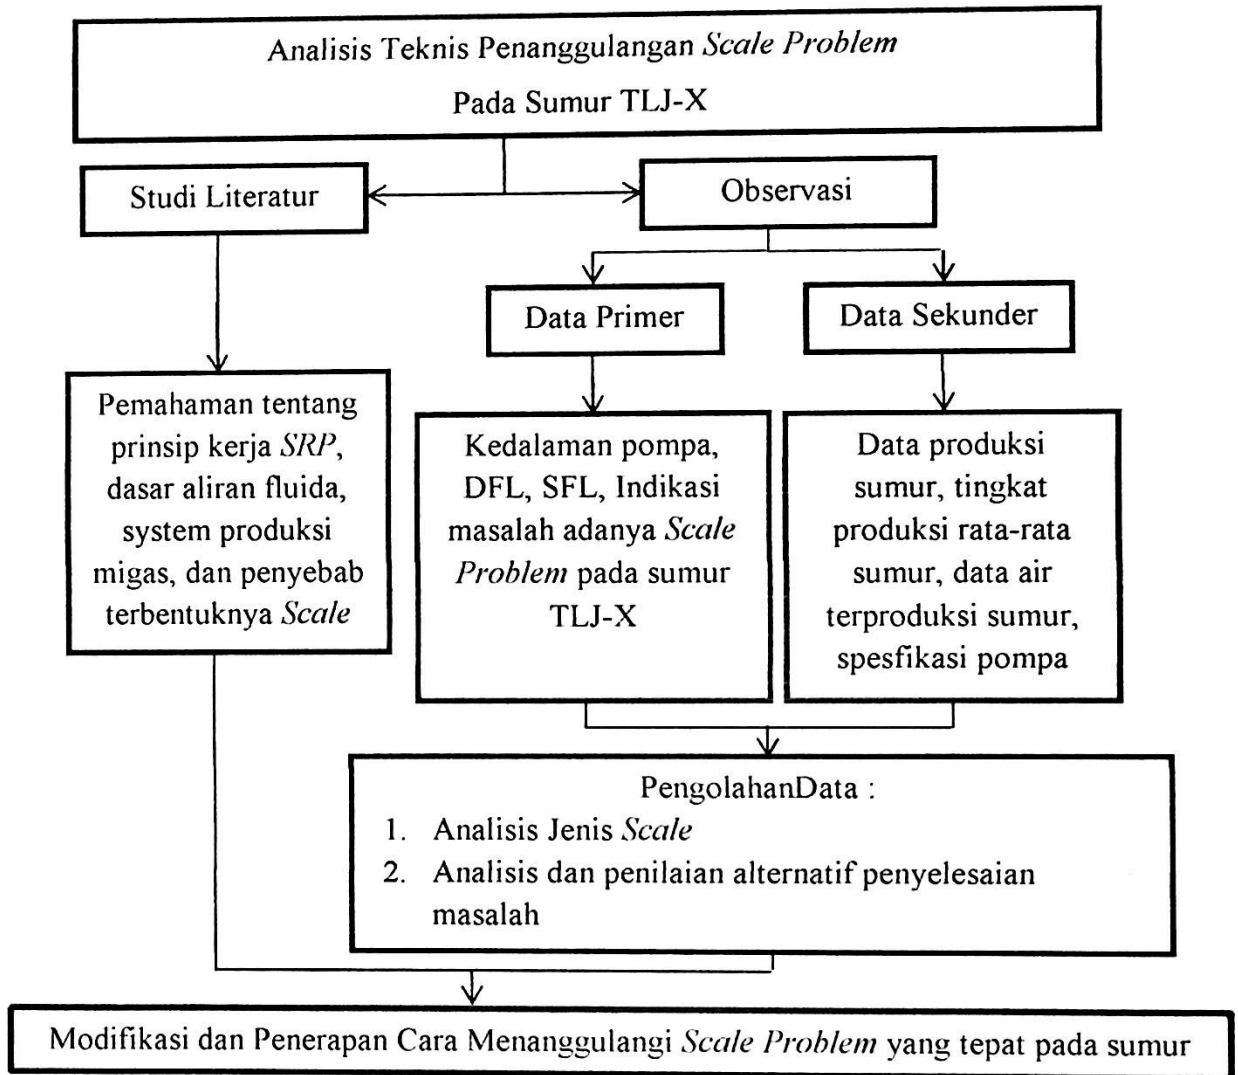 Analisis Teknis Penanggulangan Scale Problem
Pada Sumur TLJ-X
Studi Literatur
Observasi
Data Primer
Data Sekunder
Pemahaman tentang
prinsip kerja SRP,
dasar aliran fluida,
system produksi
migas, dan penyebab
terbentuknya Scale
Kedalaman pompa,
DFL, SFL, Indikasi
masalah adanya Scale
Problem pada sumur
TLJ-X
Data produksi
sumur, tingkat
produksi rata-rata
sumur, data air
terproduksi sumur,
spesfikasi pompa
PengolahanData :
1. Analisis Jenis Scale
2. Analisis dan penilaian alternatif penyelesaian
masalah
Modifikasi dan Penerapan Cara Menanggulangi Scale Problem yang tepat pada sumur